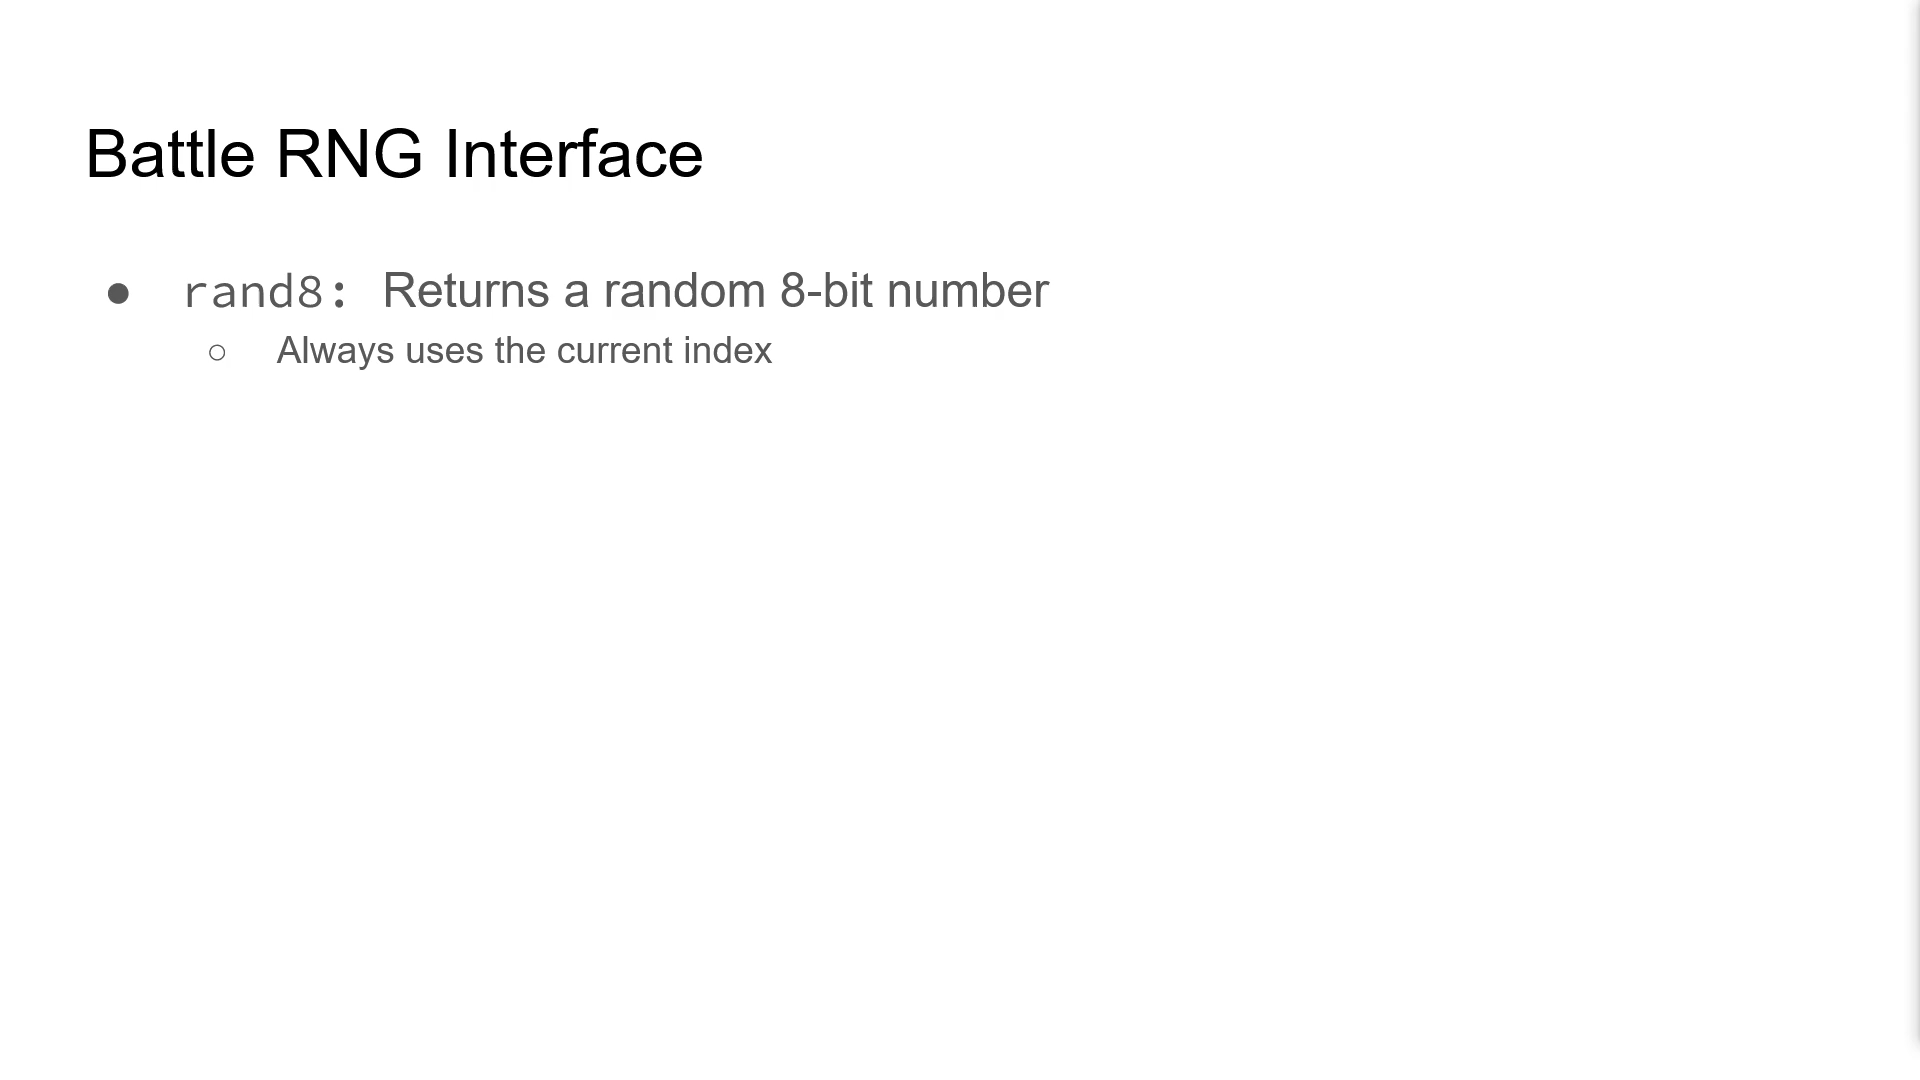 Battle RNG Interface
● rand8: Returns a random 8-bit number
○ Always uses the current index